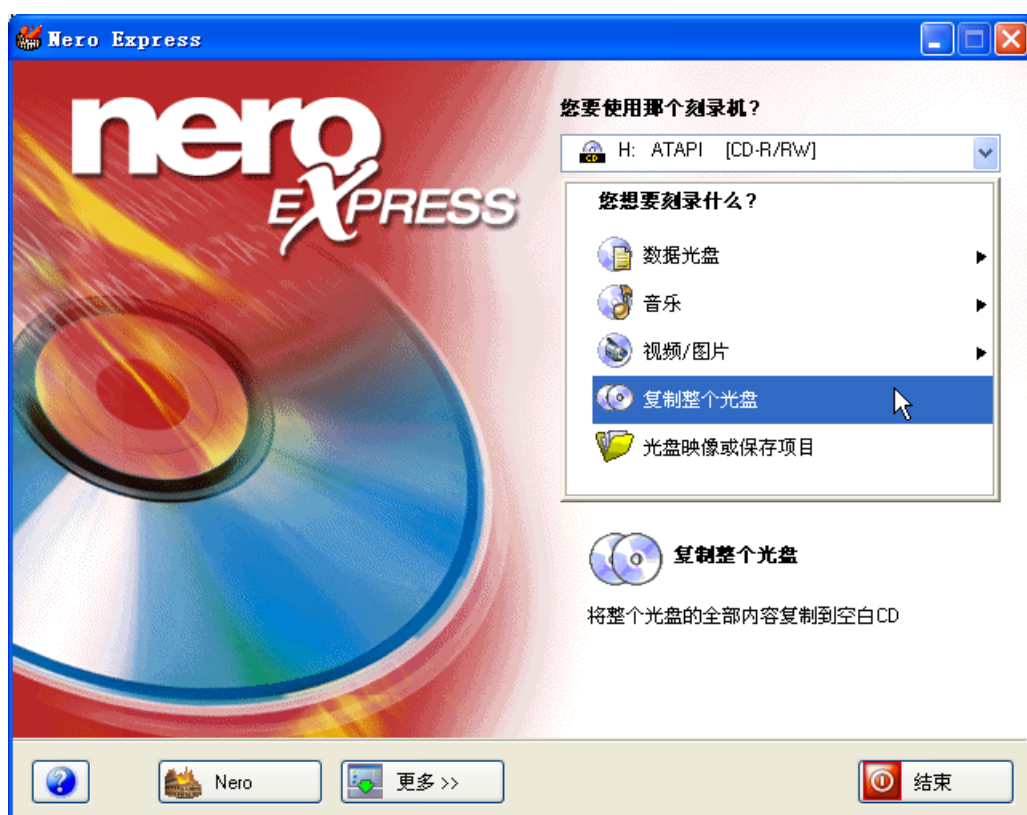 Nero Express
nero
EXPRESS
您要使用那个刻录机?
H: ATAPI [CD-R/RW]
您想要刻录什么?
数据光盘
音乐
视频/图片
复制整个光盘
光盘映像或保存项目
复制整个光盘
将整个光盘的全部内容复制到空白CD
Nero
更多 >>
结束